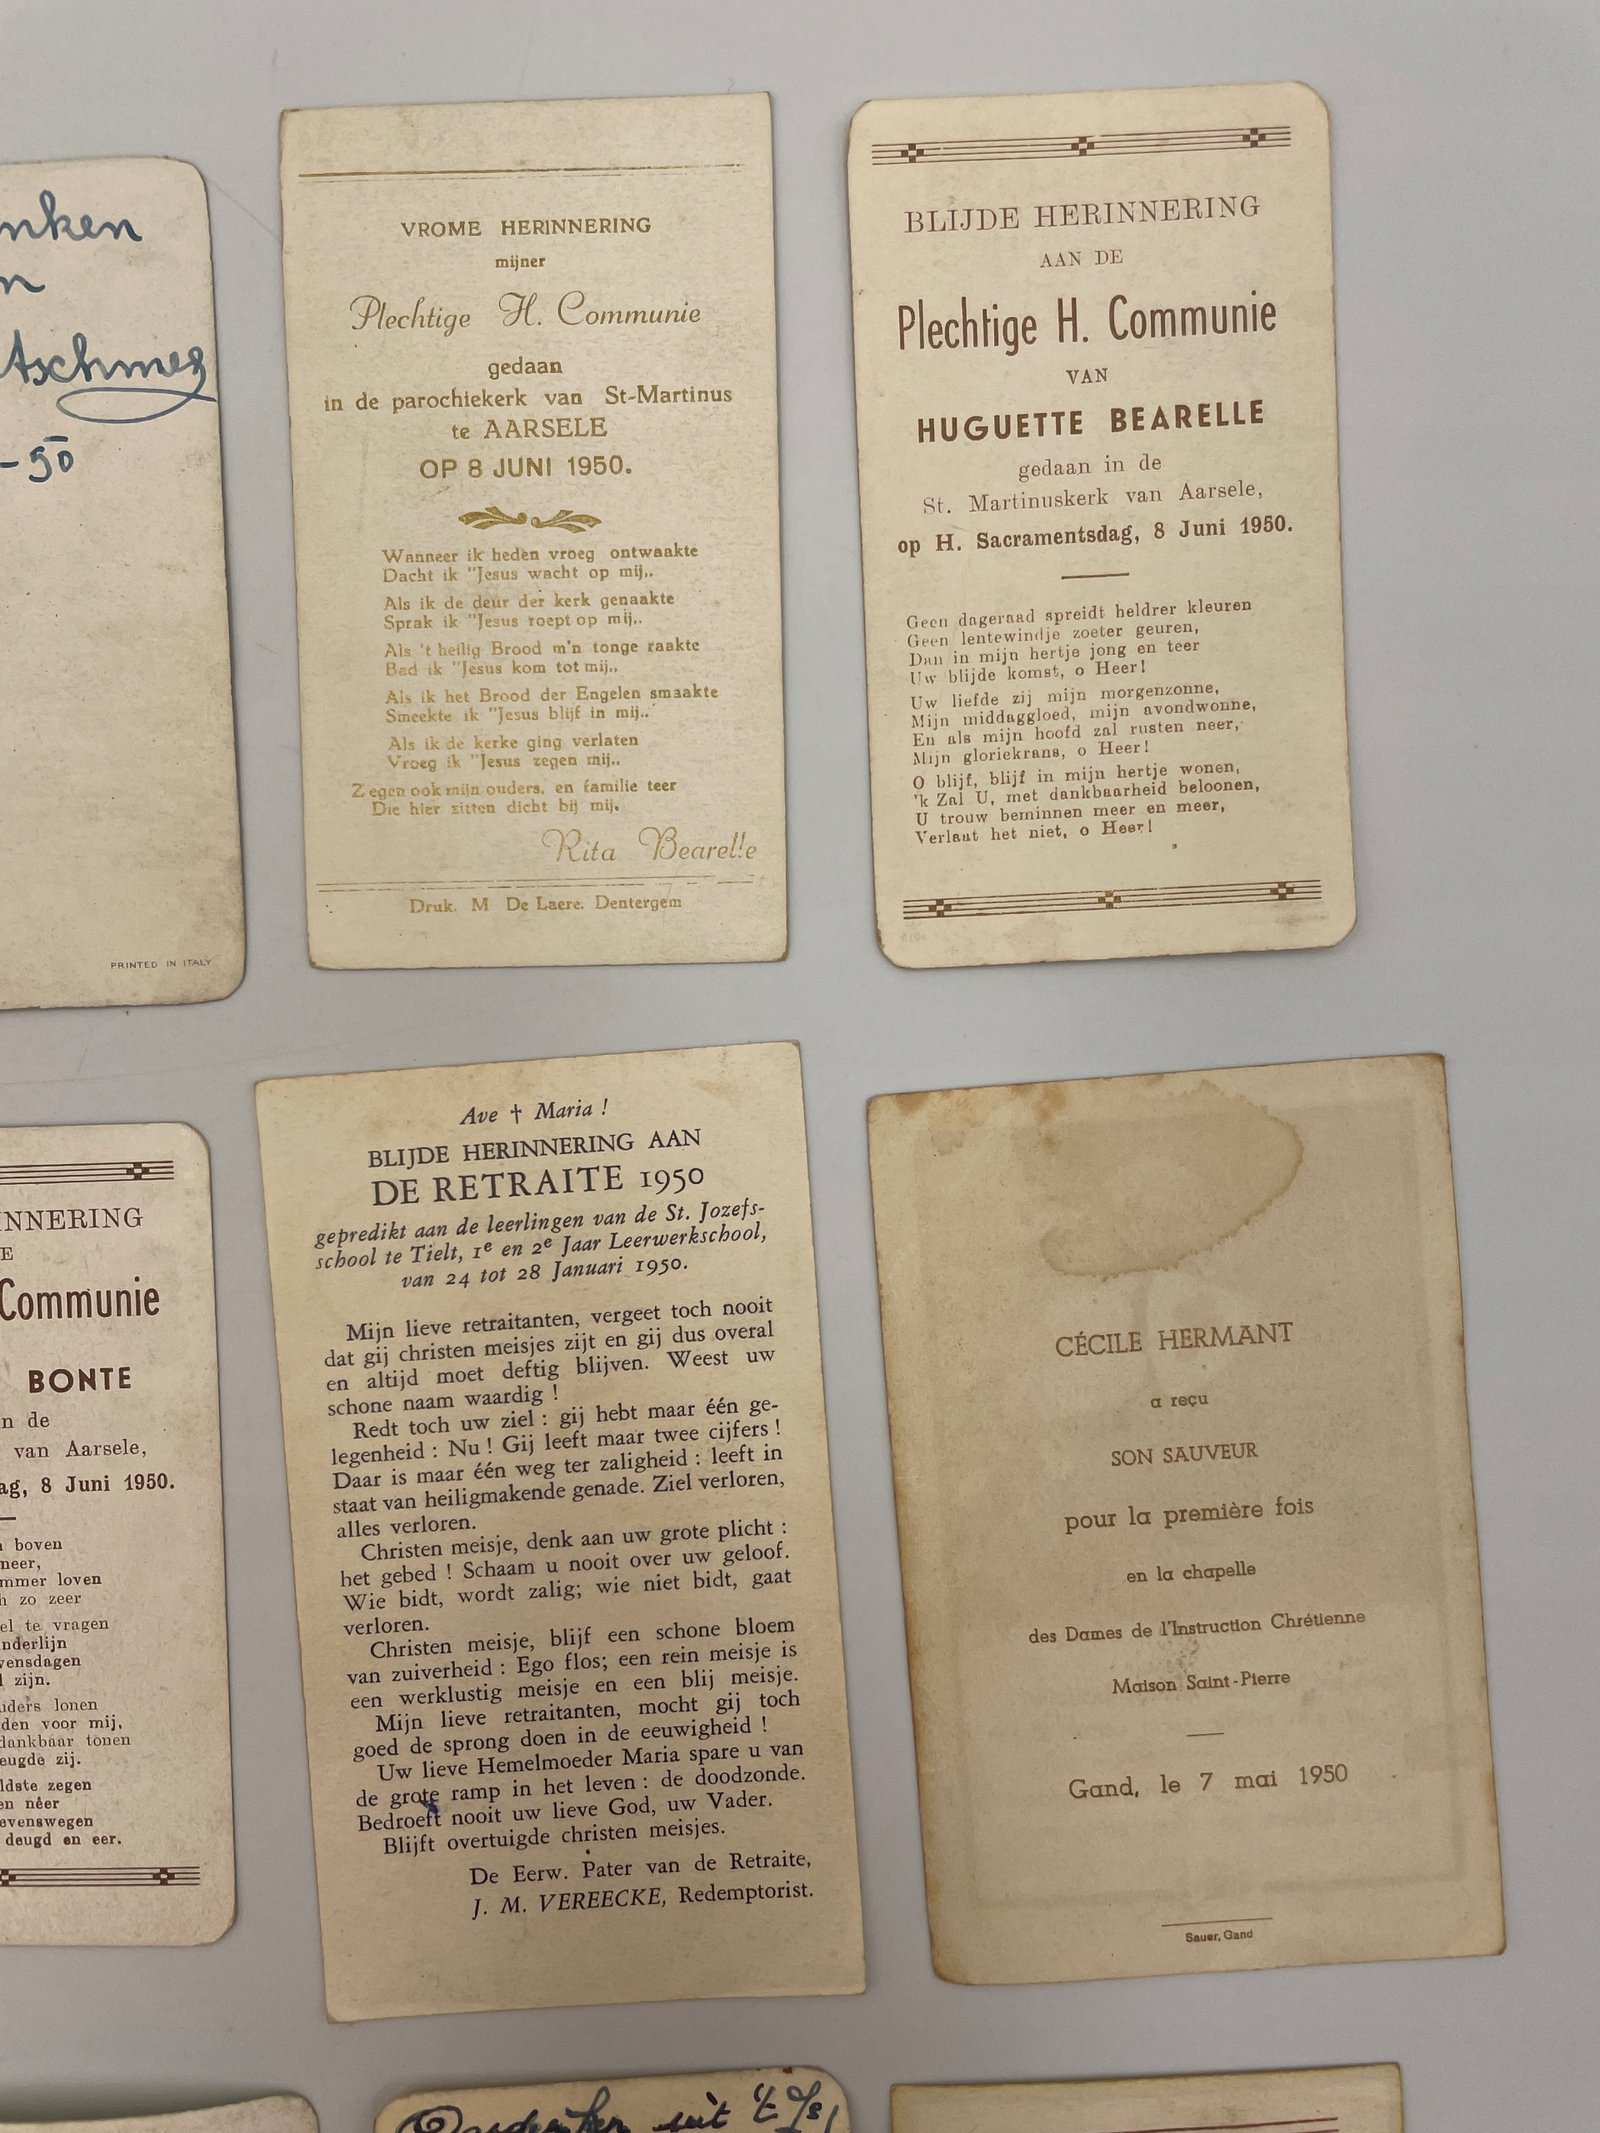 nken
n
tschmes
-50
PRINTED IN ITALY
VROME HERINNERING
mijner
Plechtige H. Communie
gedaan
in de parochiekerk van St-Martinus
te AARSELE
OP 8 JUNI 1950.
Wanneer ik heden vroeg ontwaakte
Dacht ik "Jesus wacht op mij,,
Als ik de deur der kerk genaakte
Sprak ik "Jesus roept op mij,.
Als 't heilig Brood m'n tonge raakte
Bad ik "Jesus kom tot mij,,
Als ik het Brood der Engelen smaakte
Smeekte ik "Jesus blijf in mij,.
Als ik de kerke ging verlaten
Vroeg ik "Jesus zegen mij,,
Zegen ook mijn ouders, en familie teer
Die hier zitten dicht bij mij.
Rita Bearelle
Druk. M De Laere. Dentergem
BLIJDE HERINNERING
AAN DE
Plechtige H. Communie
VAN
HUGUETTE BEARELLE
gedaan in de
St. Martinuskerk van Aarsele,
op H. Sacramentsdag, 8 Juni 1950.
Geen dageraad spreidt heldrer kleuren
Geen lentewindje zoeter geuren,
Dan in mijn hertje jong en teer
Uw blijde komst, o Heer!
Uw liefde zij mijn morgenzonne,
Mijn middaggloed, mijn avondwonne,
En als mijn hoofd zal rusten neer,
Mijn gloriekrans, o Heer!
O blijf, blijf in mijn hertje wonen,
'k Zal U, met dankbaarheid beloonen,
U trouw beminnen meer en meer,
Verlaat het niet, o Heer!
INNERING
E
Communie
BONTE
n de
van Aarsele,
ag, 8 Juni 1950.
n boven
neer,
mmer loven
h zo zeer
el te vragen
nderlijn
vensdagen
l zijn.
uders lonen
den voor mij,
dankbaar tonen
eugde zij.
ldste zegen
en nêer
evenswegen
deugd en eer.
Ave † Maria !
BLIJDE HERINNERING AAN
DE RETRAITE 1950
gepredikt aan de leerlingen van de St. Jozefs-
school te Tielt, 1e en 2e Jaar Leerwerkschool,
van 24 tot 28 Januari 1950.
Mijn lieve retraitanten, vergeet toch nooit
dat gij christen meisjes zijt en gij dus overal
en altijd moet deftig blijven. Weest uw
schone naam waardig !
Redt toch uw ziel : gij hebt maar één ge-
legenheid : Nu ! Gij leeft maar twee cijfers !
Daar is maar één weg ter zaligheid : leeft in
staat van heiligmakende genade. Ziel verloren,
alles verloren.
Christen meisje, denk aan uw grote plicht :
het gebed ! Schaam u nooit over uw geloof.
Wie bidt, wordt zalig; wie niet bidt, gaat
verloren.
Christen meisje, blijf een schone bloem
van zuiverheid : Ego flos; een rein meisje is
een werklustig meisje en een blij meisje.
Mijn lieve retraitanten, mocht gij toch
goed de sprong doen in de eeuwigheid !
Uw lieve Hemelmoeder Maria spare u van
de grote ramp in het leven : de doodzonde.
Bedroeft nooit uw lieve God, uw Vader.
Blijft overtuigde christen meisjes.
De Eerw. Pater van de Retraite,
J. M. VEREECKE, Redemptorist.
CÉCILE HERMANT
a reçu
SON SAUVEUR
pour la première fois
en la chapelle
des Dames de l'Instruction Chrétienne
Maison Saint-Pierre
Gand, le 7 mai 1950
Sauer, Gand
uit 't